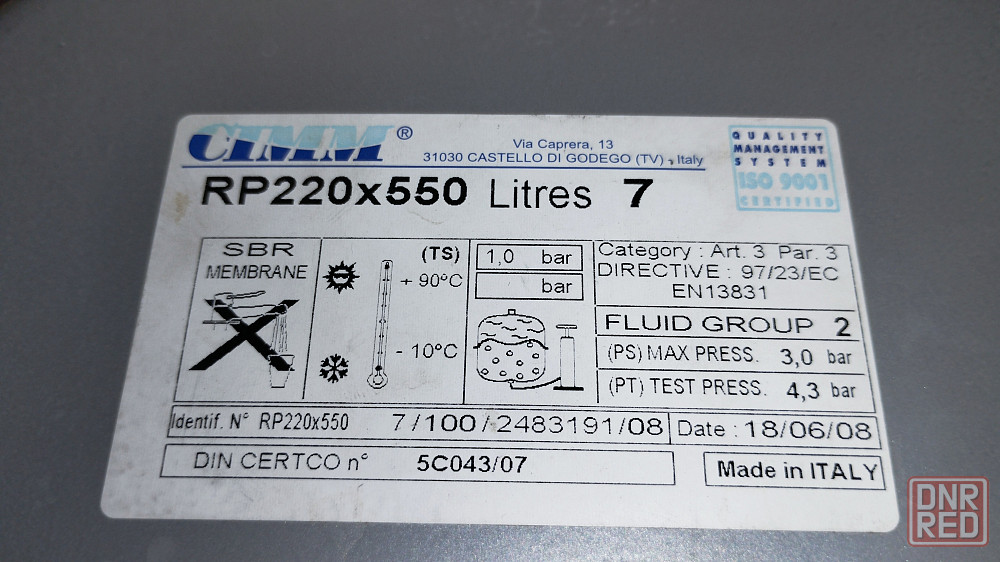 CIMM®
Via Caprera, 13
31030 CASTELLO DI GODEGO (TV) , Italy
QUALITY
MANAGEMENT
SYSTEM
ISO 9001
CERTIFIED
RP220x550 Litres 7
SBR
MEMBRANE
(TS)
+ 90°C
- 10°C
1,0 bar
bar
Category : Art. 3 Par. 3
DIRECTIVE : 97/23/EC
EN13831
FLUID GROUP 2
(PS) MAX PRESS. 3,0 bar
(PT) TEST PRESS. 4,3 bar
Identif. N° RP220x550 7/100/2483191/08 Date : 18/06/08
DIN CERTCO n° 5C043/07
Made in ITALY
DNR
RED